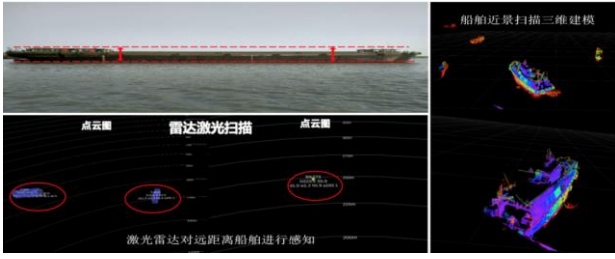 船舶近景扫描三维建模
点云图
雷达激光扫描
点云图
激光雷达对远距离船舶进行感知